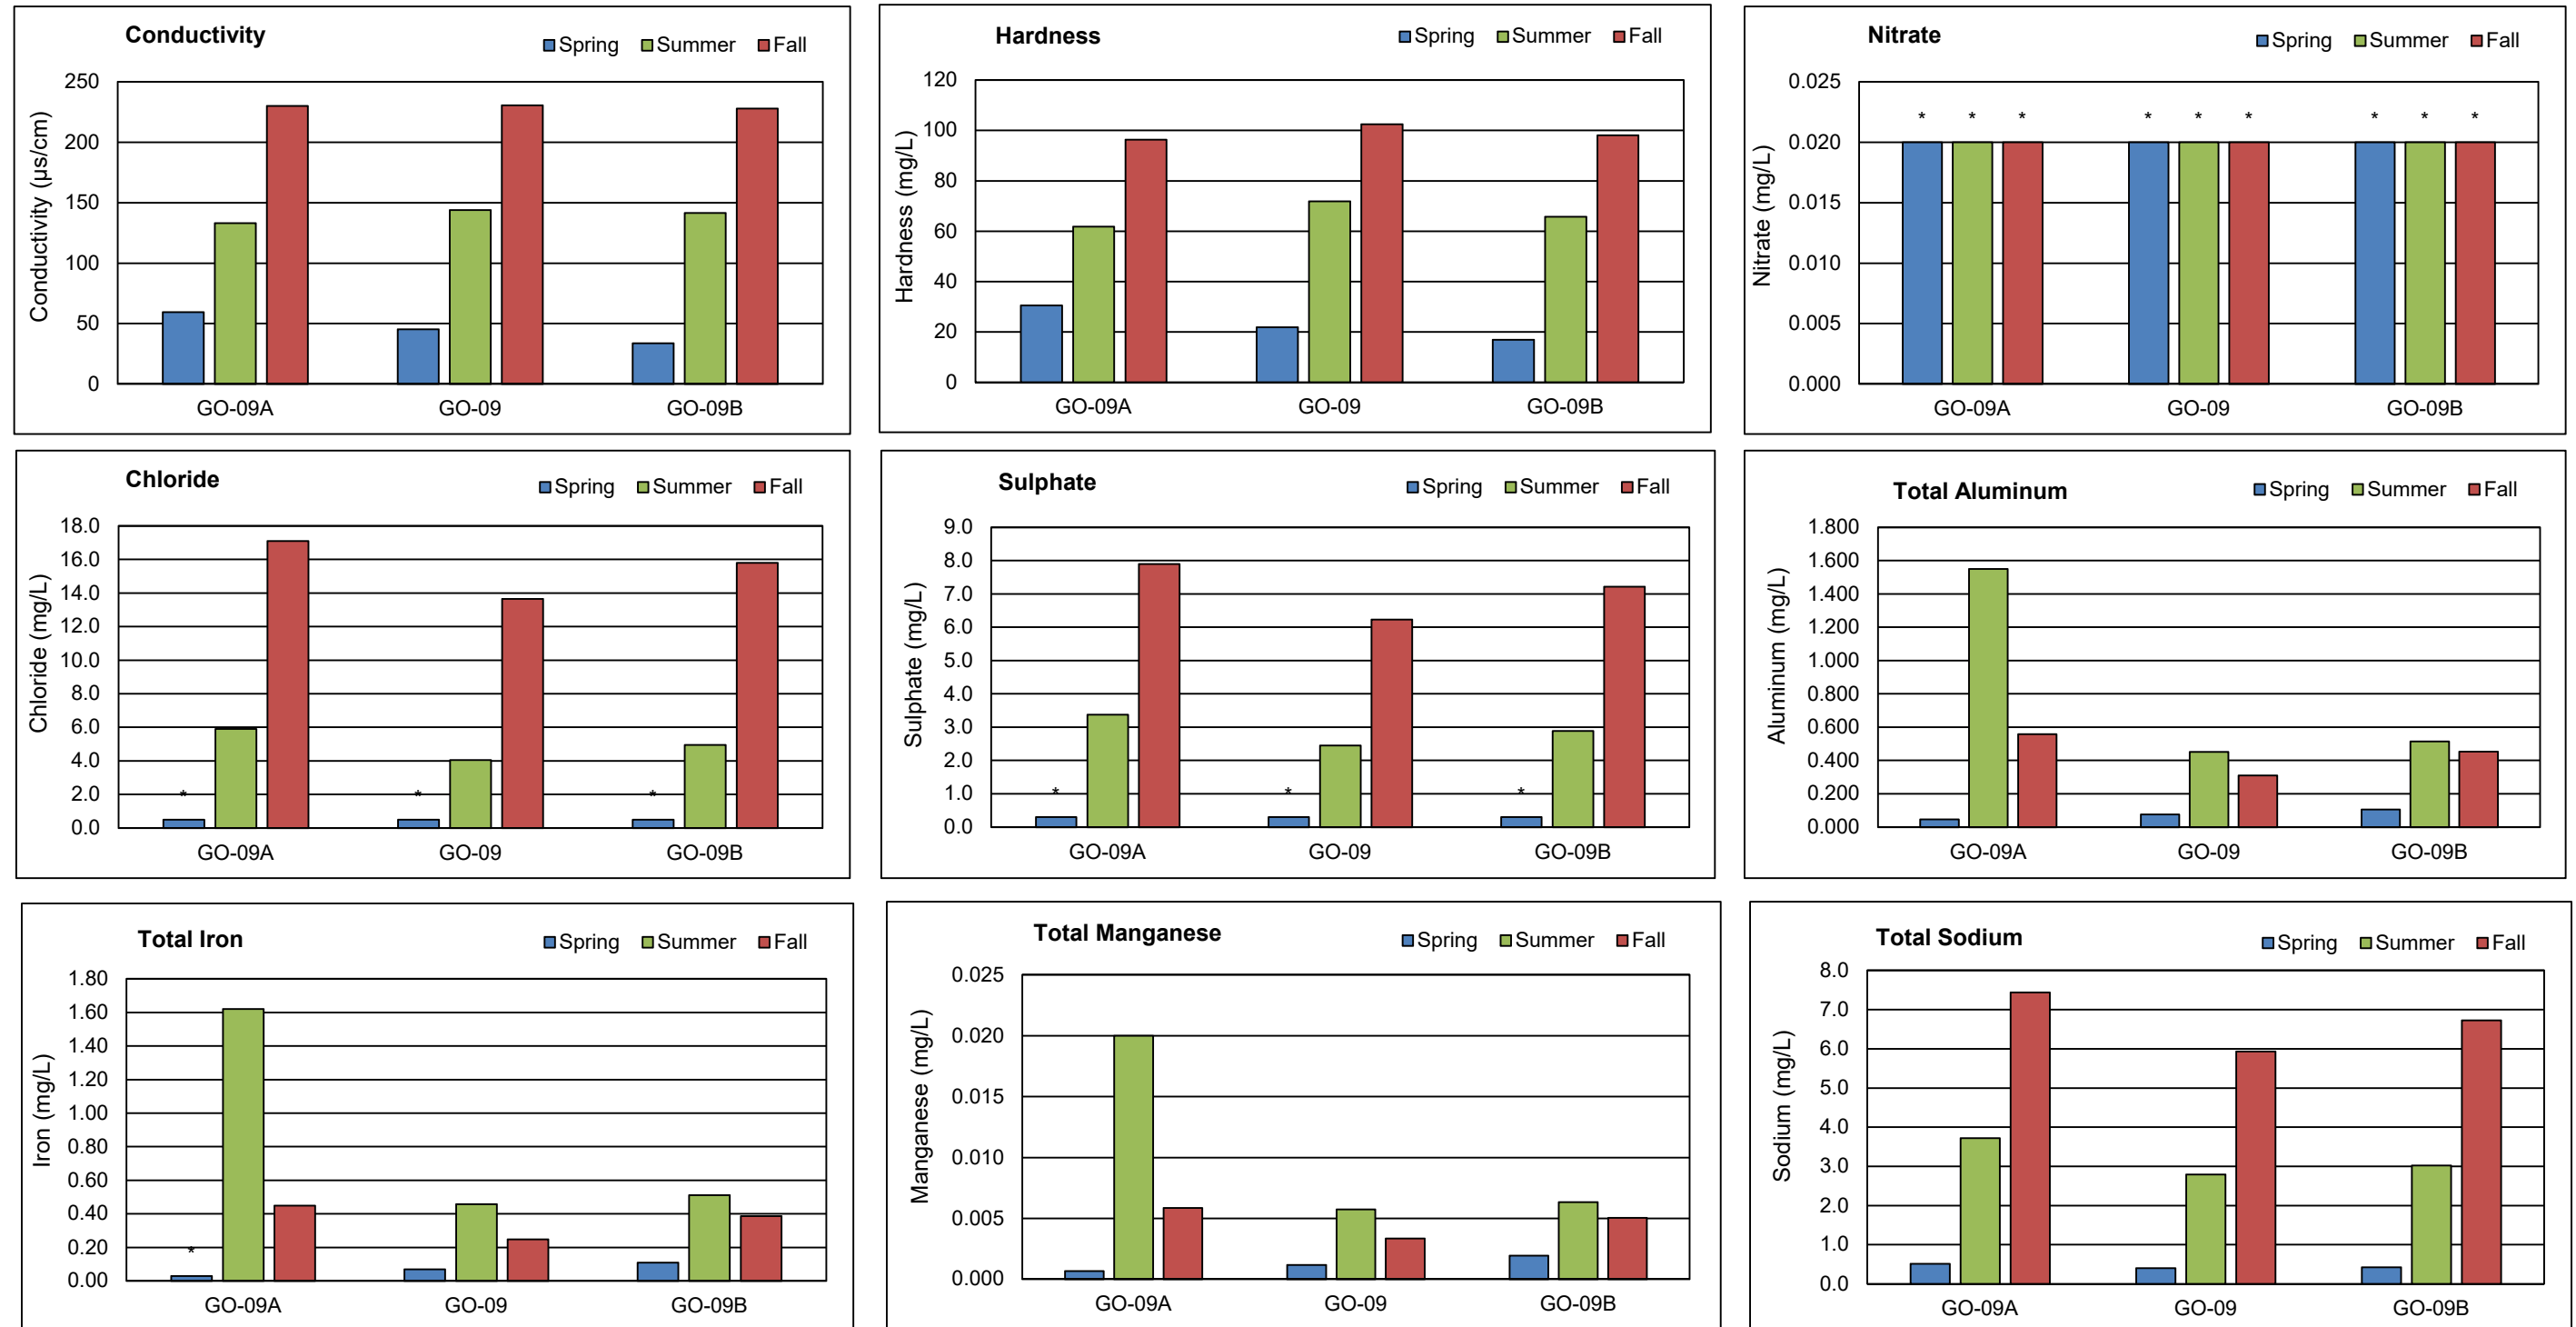 Conductivity
Spring Summer Fall
Conductivity (µs/cm)
250
200
150
100
50
0
GO-09A GO-09 GO-09B
Hardness
Spring Summer Fall
Hardness (mg/L)
120
100
80
60
40
20
0
GO-09A GO-09 GO-09B
Nitrate
Spring Summer Fall
Nitrate (mg/L)
0.025
* * * * * * * * *
0.020
0.015
0.010
0.005
0.000
GO-09A GO-09 GO-09B
Chloride
Spring Summer Fall
Chloride (mg/L)
18.0
16.0
14.0
12.0
10.0
8.0
6.0
4.0
2.0
* * *
0.0
GO-09A GO-09 GO-09B
Sulphate
Spring Summer Fall
Sulphate (mg/L)
9.0
8.0
7.0
6.0
5.0
4.0
3.0
2.0
1.0
* * *
0.0
GO-09A GO-09 GO-09B
Total Aluminum
Spring Summer Fall
Aluminum (mg/L)
1.800
1.600
1.400
1.200
1.000
0.800
0.600
0.400
0.200
0.000
GO-09A GO-09 GO-09B
Total Iron
Spring Summer Fall
Iron (mg/L)
1.80
1.60
1.40
1.20
1.00
0.80
0.60
0.40
0.20
*
0.00
GO-09A GO-09 GO-09B
Total Manganese
Spring Summer Fall
Manganese (mg/L)
0.025
0.020
0.015
0.010
0.005
0.000
GO-09A GO-09 GO-09B
Total Sodium
Spring Summer Fall
Sodium (mg/L)
8.0
7.0
6.0
5.0
4.0
3.0
2.0
1.0
0.0
GO-09A GO-09 GO-09B